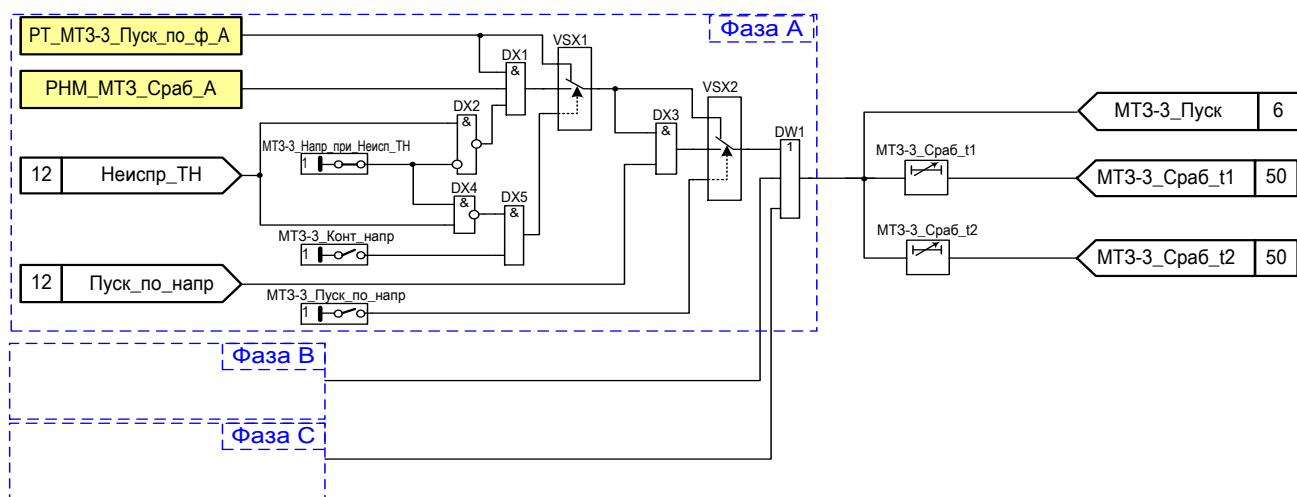 Фаза А
РТ_МТЗ-3_Пуск_по_ф_А
VSX1
DX1
&
РНМ_МТЗ_Сраб_А
VSX2
DX2
&
МТЗ-3_Пуск 6
DX3
&
DW1
1
МТЗ-3_Напр_при_Неисп_ТН
1
МТЗ-3_Сраб_t1
12 Неиспр_ТН
МТЗ-3_Сраб_t1 50
DX4
&
DX5
&
МТЗ-3_Конт_напр
1
МТЗ-3_Сраб_t2
МТЗ-3_Сраб_t2 50
12 Пуск_по_напр
МТЗ-3_Пуск_по_напр
1
Фаза В
Фаза С